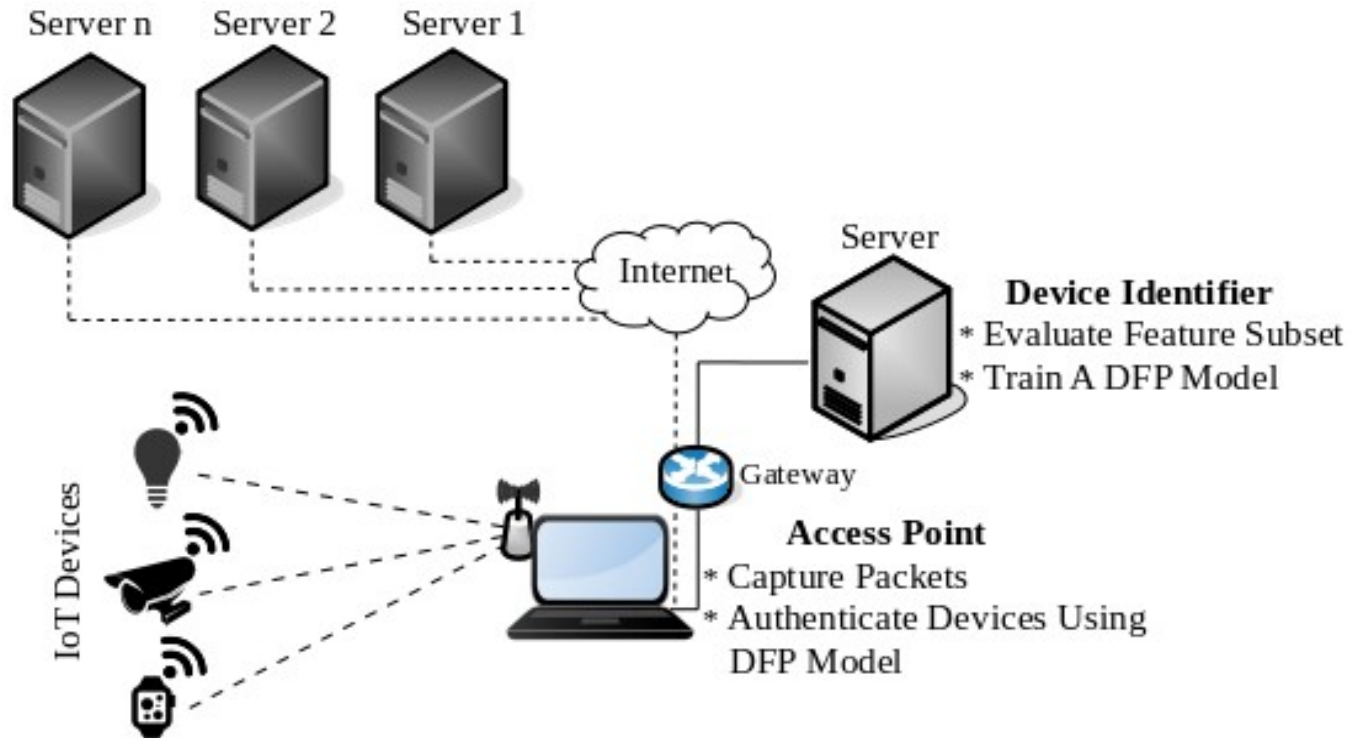 Server n
Server 2
Server 1
Internet
Server
Device Identifier
* Evaluate Feature Subset
* Train A DFP Model
Gateway
IoT Devices
Access Point
* Capture Packets
* Authenticate Devices Using
DFP Model